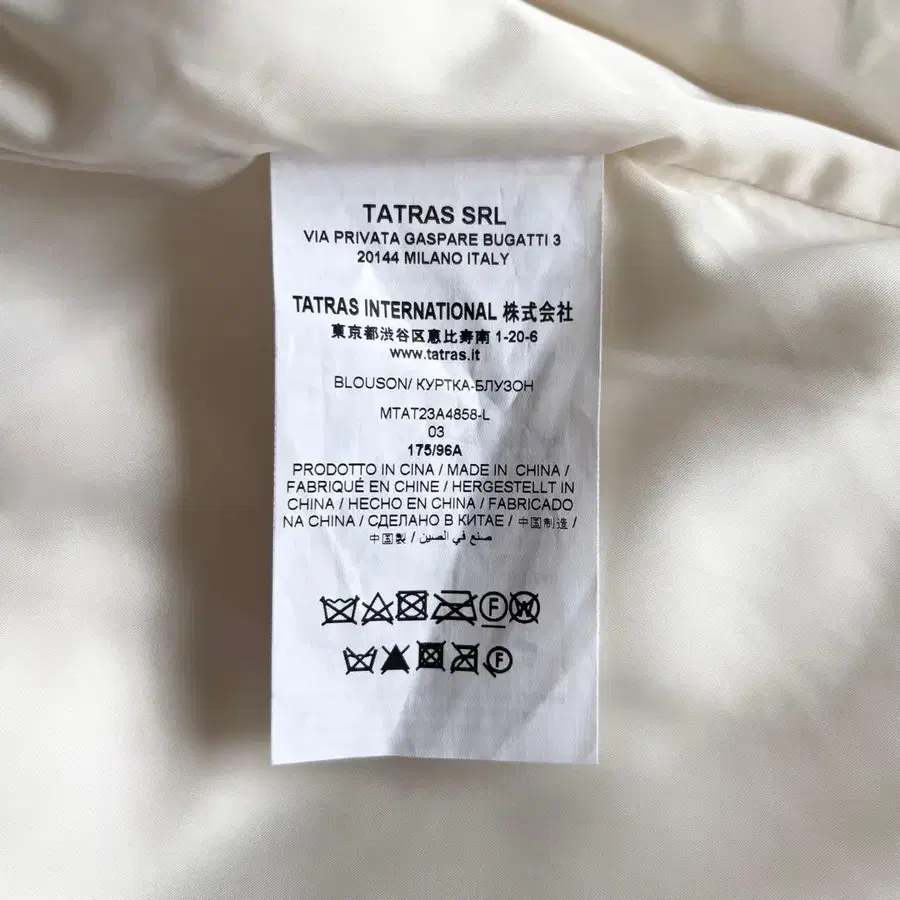 TATRAS SRL
VIA PRIVATA GASPARE BUGATTI 3
20144 MILANO ITALY
TATRAS INTERNATIONAL 株式会社
東京都渋谷区恵比寿南 1-20-6
www.tatras.it
BLOUSON/ КУРТКА-БЛУЗОН
MTAT23A4858-L
03
175/96A
PRODOTTO IN CINA / MADE IN CHINA /
FABRIQUÉ EN CHINE / HERGESTELLT IN
CHINA / HECHO EN CHINA / FABRICADO
NA CHINA / СДЕЛАНО В КИТАЕ / 中国制造 /
中国製 / صنع في الصين
F W
F